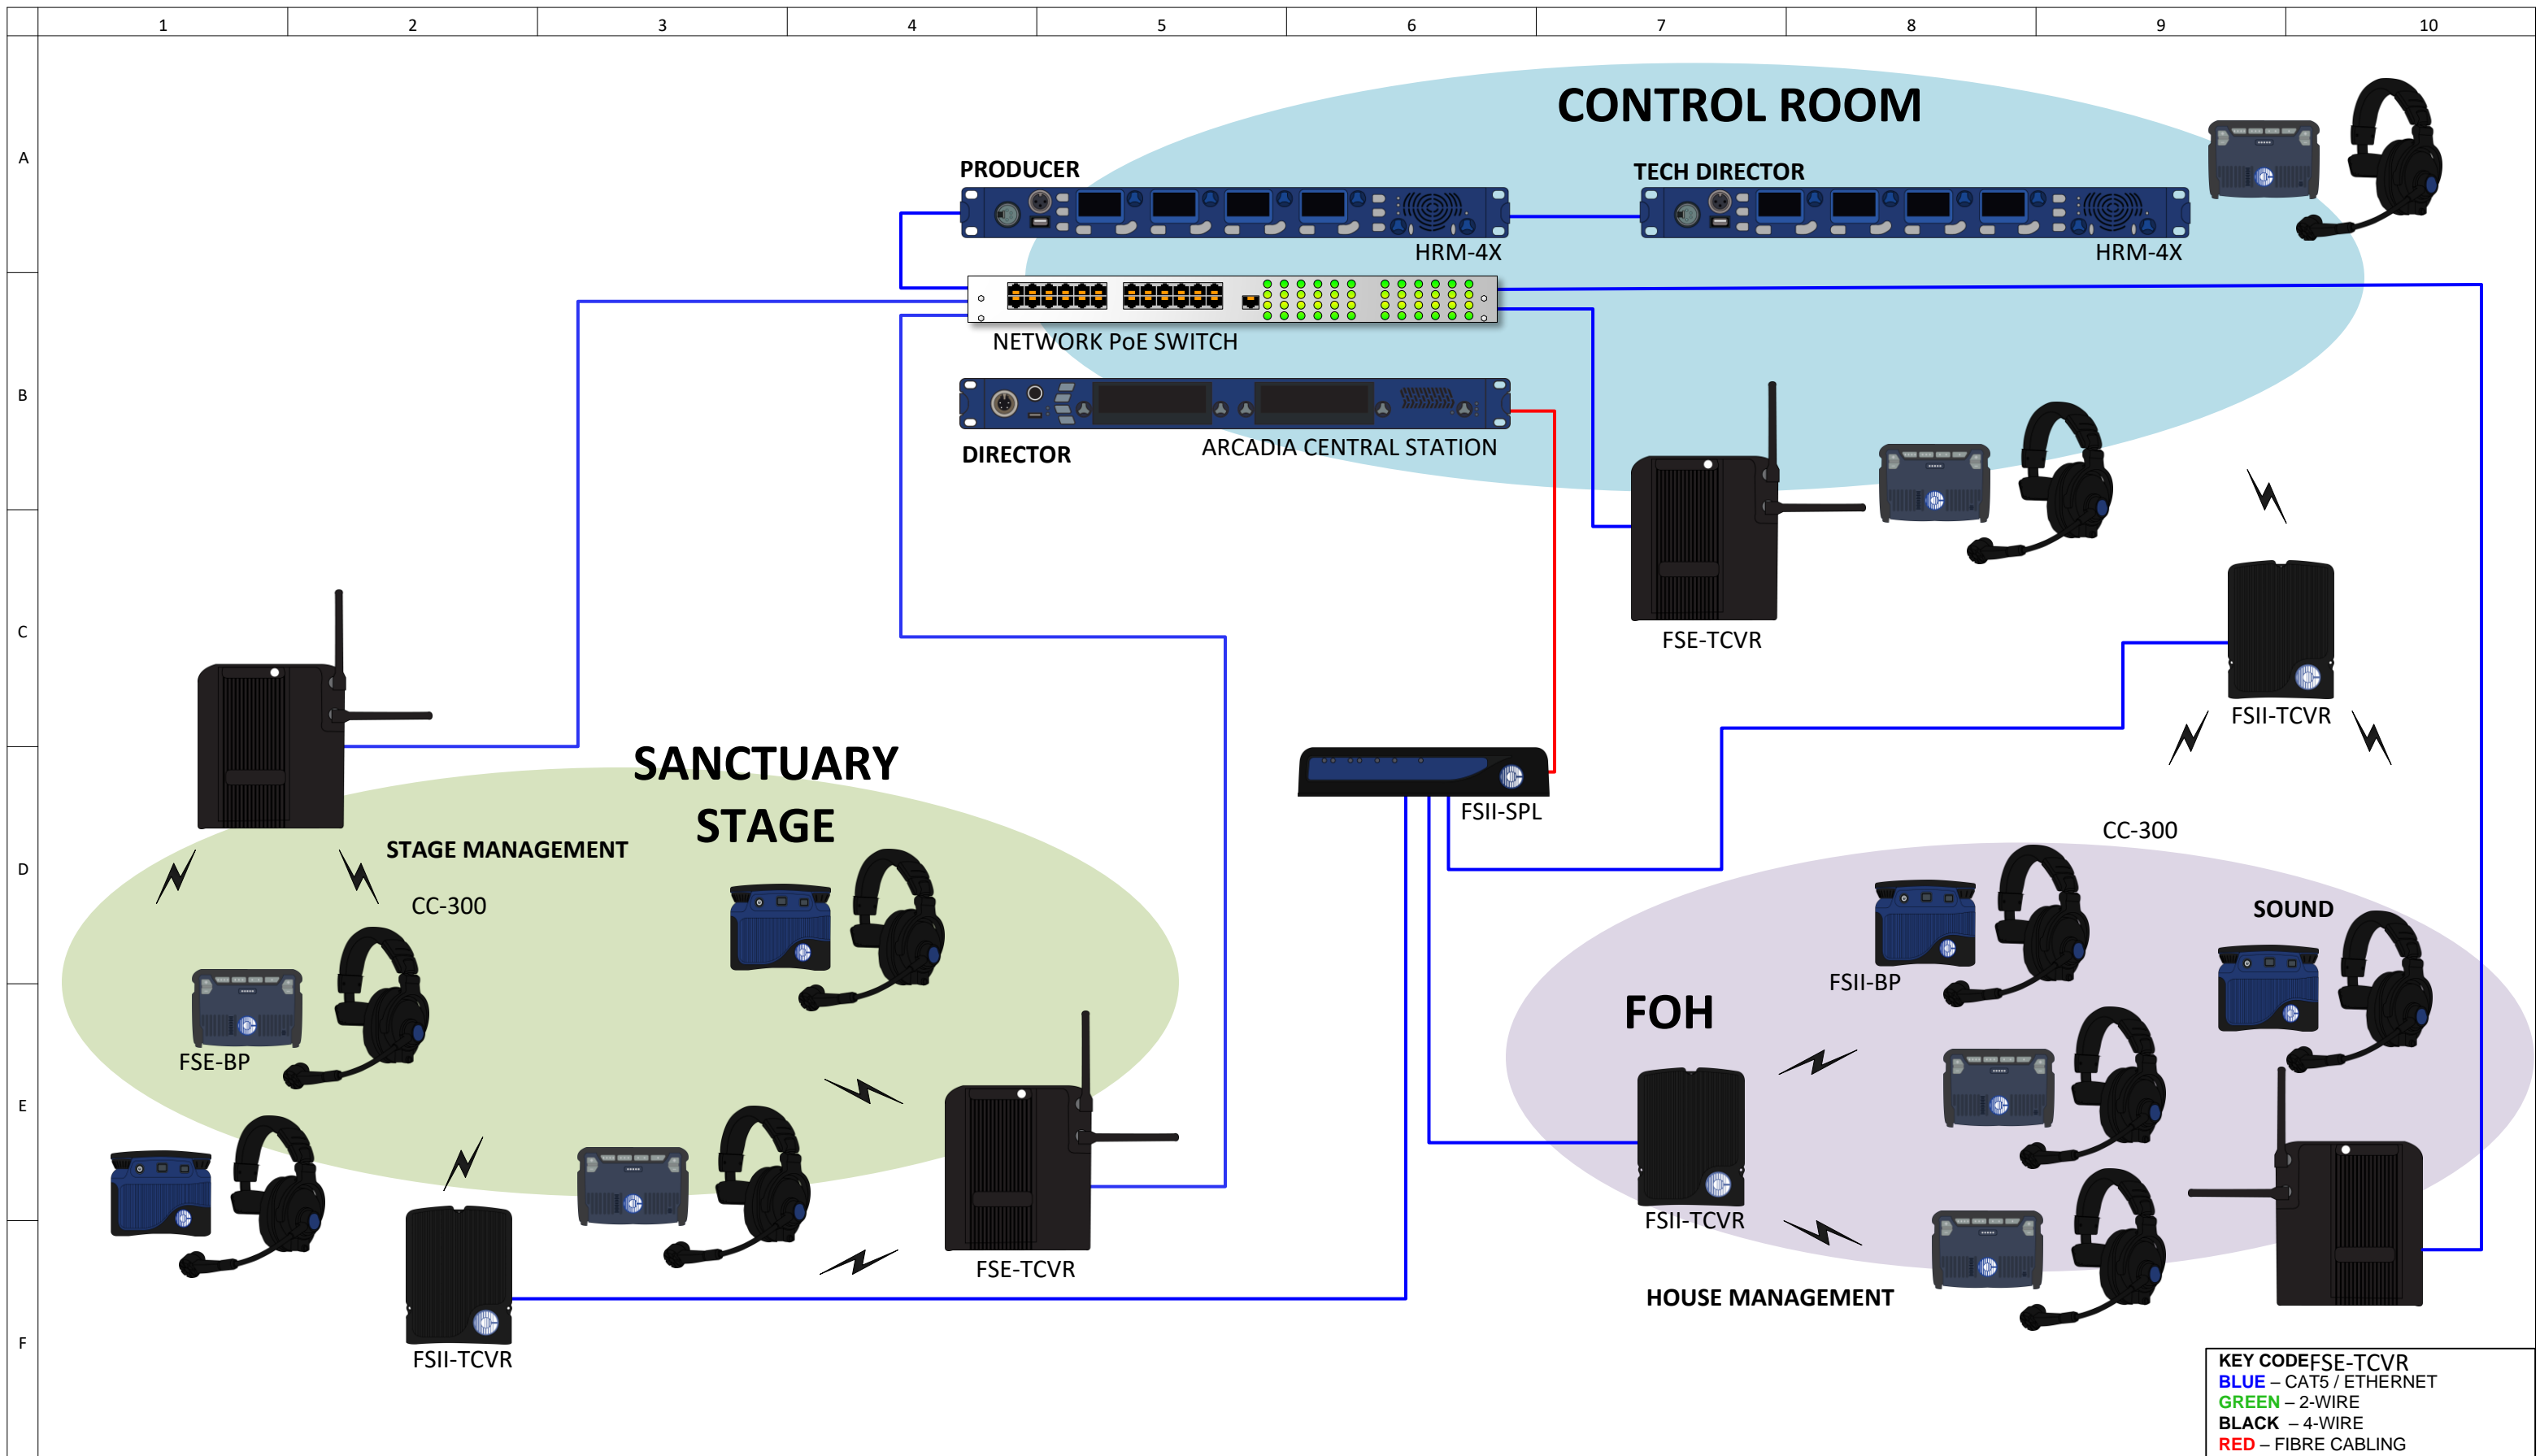 1 2 3 4 5 6 7 8 9 10
A
B
C
D
E
F
CONTROL ROOM
PRODUCER
HRM-4X
TECH DIRECTOR
HRM-4X
NETWORK PoE SWITCH
DIRECTOR
ARCADIA CENTRAL STATION
FSE-TCVR
FSII-TCVR
SANCTUARY
STAGE
STAGE MANAGEMENT
CC-300
FSE-BP
FSII-SPL
CC-300
SOUND
FSII-BP
FOH
FSII-TCVR
HOUSE MANAGEMENT
FSE-TCVR
FSII-TCVR
KEY CODE
FSE-TCVR
BLUE – CAT5 / ETHERNET
GREEN – 2-WIRE
BLACK – 4-WIRE
RED – FIBRE CABLING